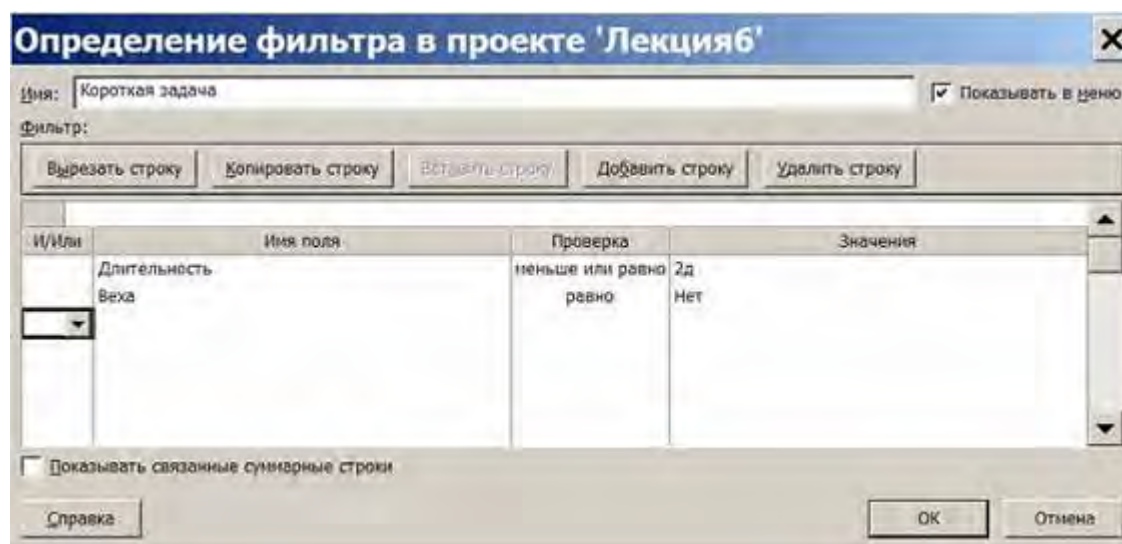 Определение фильтра в проекте 'Лекция6'
Имя: Короткая задача Показывать в меню
Фильтр:
Вырезать строку Копировать строку Вставить строку Добавить строку Удалить строку
И/Или Имя поля Проверка Значения
Длительность меньше или равно 2д
Веха равно Нет
Показывать связанные суммарные строки
Справка ОК Отмена